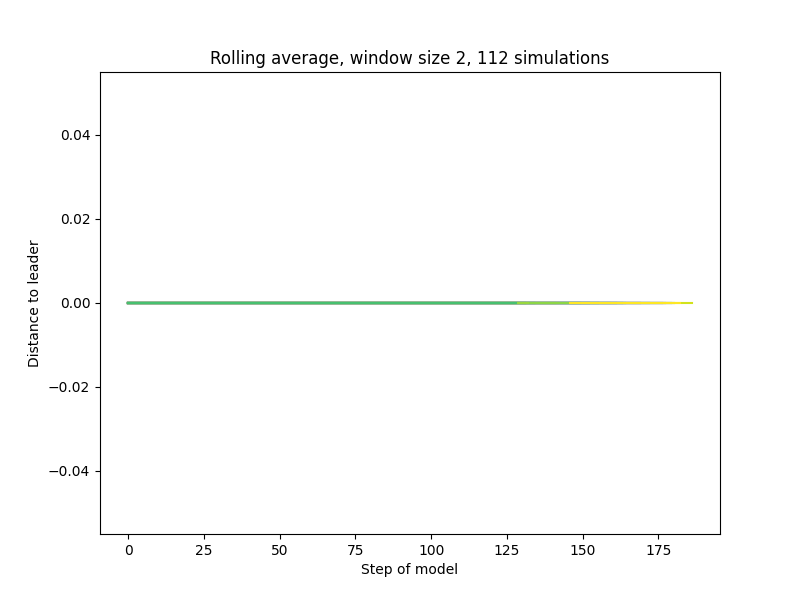 Rolling average, window size 2, 112 simulations
0.04
0.02
0.00
−0.02
−0.04
Distance to leader
0 25 50 75 100 125 150 175
Step of model